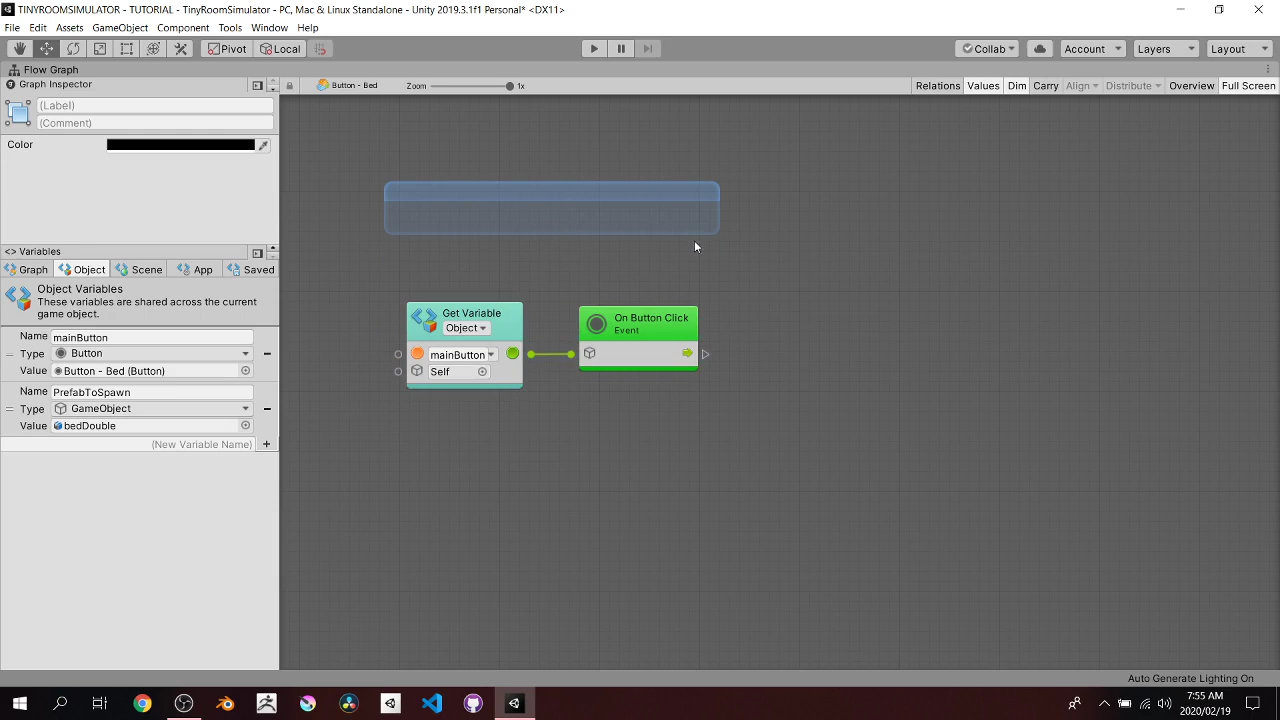 TINYROOMSIMULATOR - TUTORIAL - TinyRoomSimulator - PC, Mac & Linux Standalone - Unity 2019.3.1f1 Personal* <DX11>
File Edit Assets GameObject Component Tools Window Help
Pivot Local Collab Account Layers Layout
Flow Graph
Graph Inspector Button - Bed Zoom 1x Relations Values Dim Carry Align Distribute Overview Full Screen
(Label)
(Comment)
Color
<> Variables
Graph Object Scene App Saved
Object Variables
These variables are shared across the current
game object.
Name mainButton
Type Button
Value Button - Bed (Button)
Name PrefabToSpawn
Type GameObject
Value bedDouble
(New Variable Name)
Get Variable
Object
mainButton
Self
On Button Click
Event
Auto Generate Lighting On
7:55 AM
2020/02/19